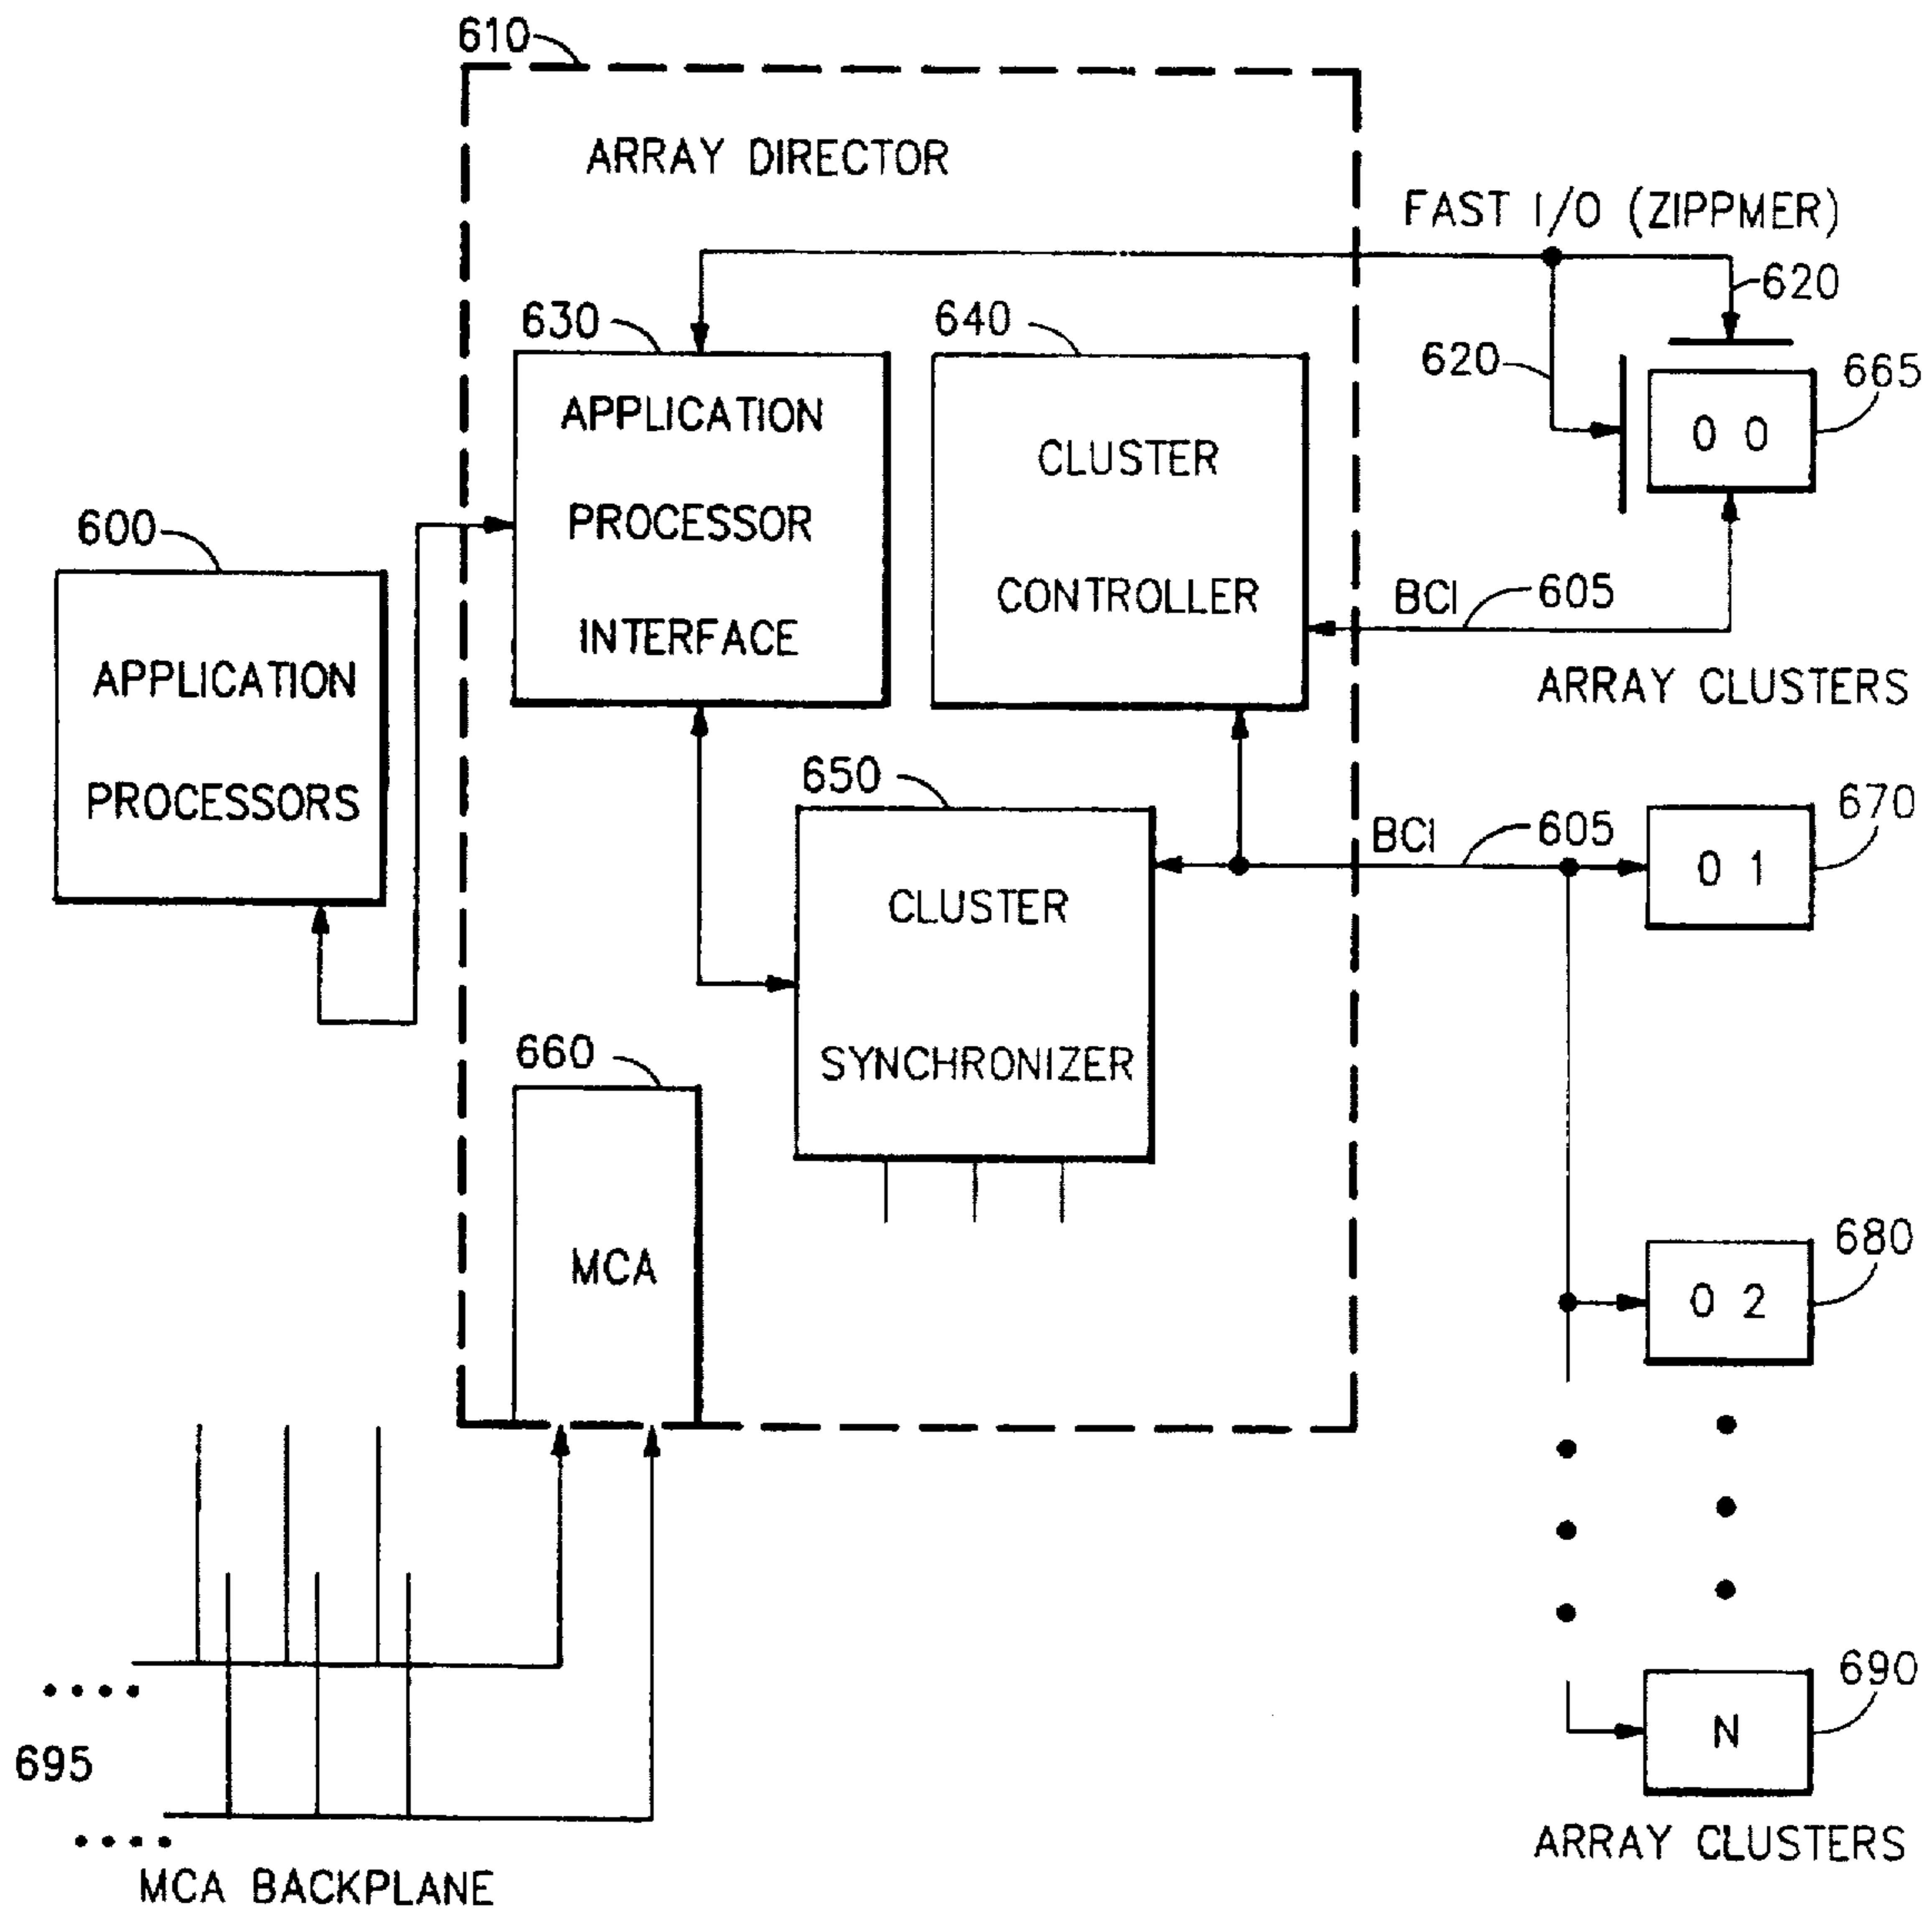 610
ARRAY DIRECTOR
FAST I/O (ZIPPMER)
620
630
640
620
665
APPLICATION
PROCESSOR
INTERFACE
CLUSTER
CONTROLLER
0 0
600
APPLICATION
PROCESSORS
BCI
605
ARRAY CLUSTERS
650
BCI
605
670
0 1
CLUSTER
SYNCHRONIZER
660
MCA
680
0 2
690
N
695
ARRAY CLUSTERS
MCA BACKPLANE